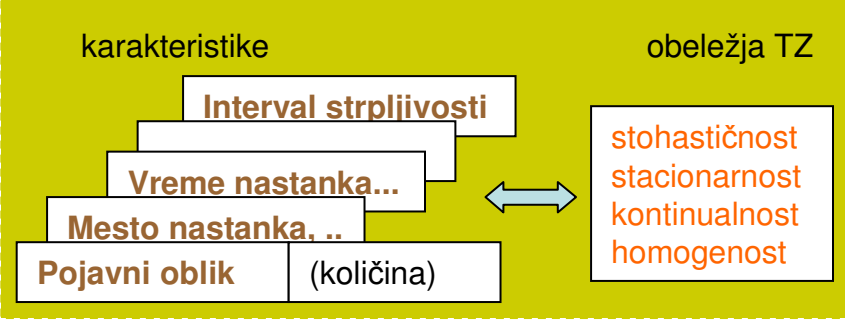 karakteristike
obeležja TZ
Interval strpljivosti
Vreme nastanka...
Mesto nastanka, ..
Pojavni oblik
(količina)
stohastičnost
stacionarnost
kontinualnost
homogenost